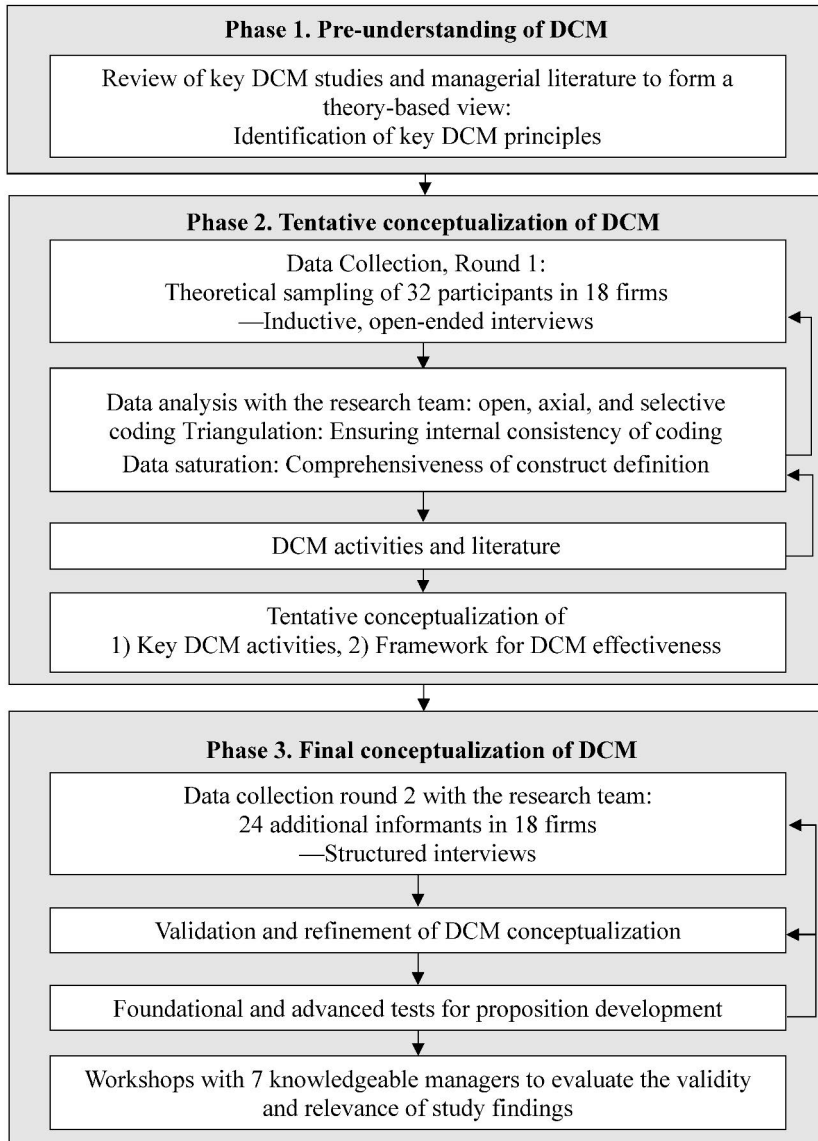 Phase 1. Pre-understanding of DCM
Review of key DCM studies and managerial literature to form a
theory-based view:
Identification of key DCM principles
Phase 2. Tentative conceptualization of DCM
Data Collection, Round 1:
Theoretical sampling of 32 participants in 18 firms
—Inductive, open-ended interviews
Data analysis with the research team: open, axial, and selective
coding Triangulation: Ensuring internal consistency of coding
Data saturation: Comprehensiveness of construct definition
DCM activities and literature
Tentative conceptualization of
1) Key DCM activities, 2) Framework for DCM effectiveness
Phase 3. Final conceptualization of DCM
Data collection round 2 with the research team:
24 additional informants in 18 firms
—Structured interviews
Validation and refinement of DCM conceptualization
Foundational and advanced tests for proposition development
Workshops with 7 knowledgeable managers to evaluate the validity
and relevance of study findings